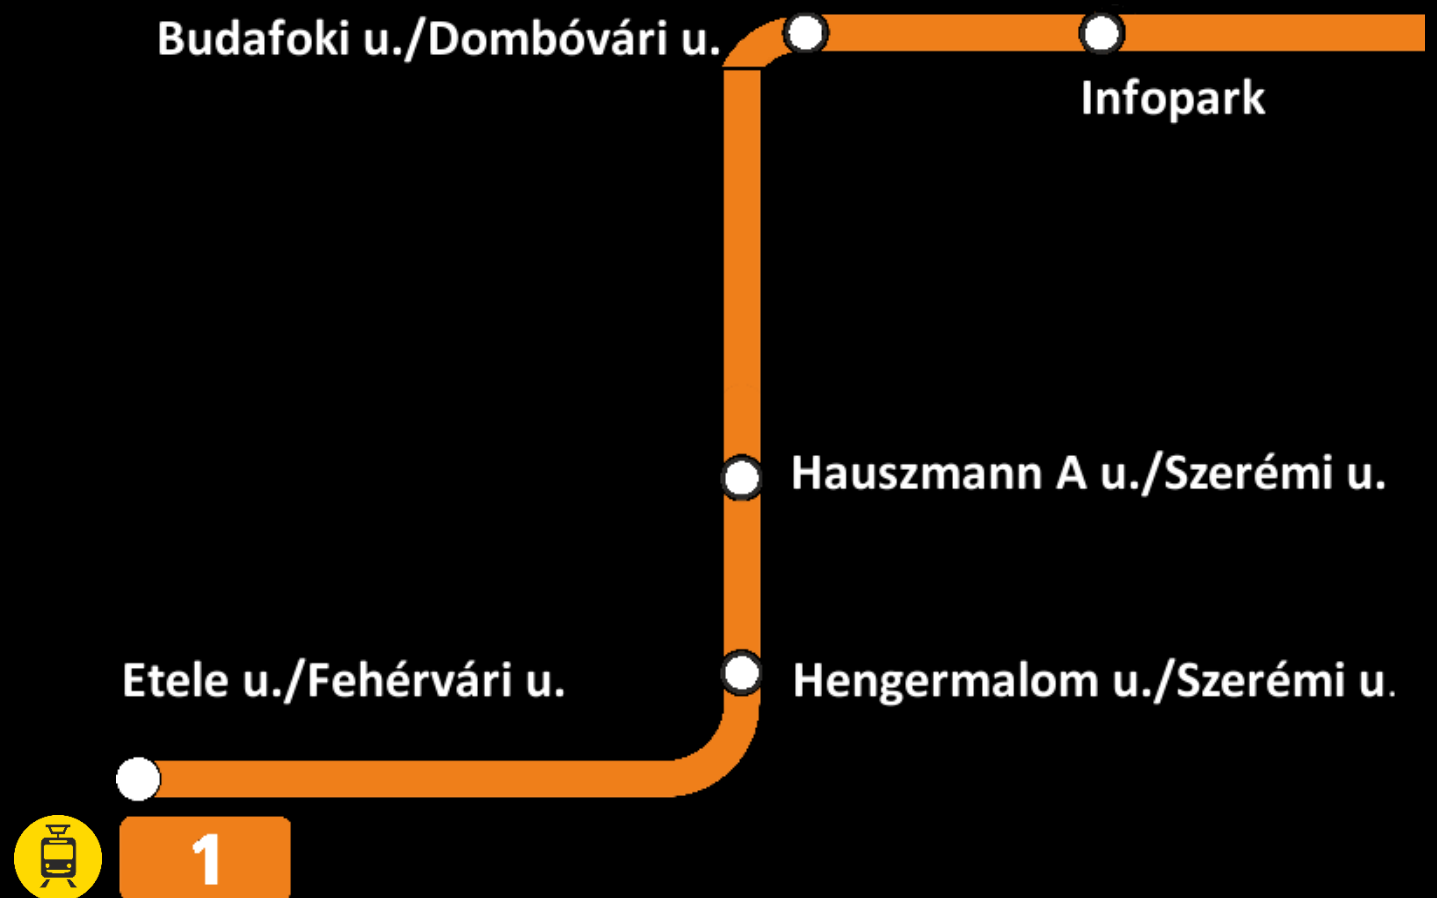 Budafoki u./Dombóvári u.
Infopark
Hauszmann A u./Szerémi u.
Etele u./Fehérvári u.
Hengermalom u./Szerémi u.
1